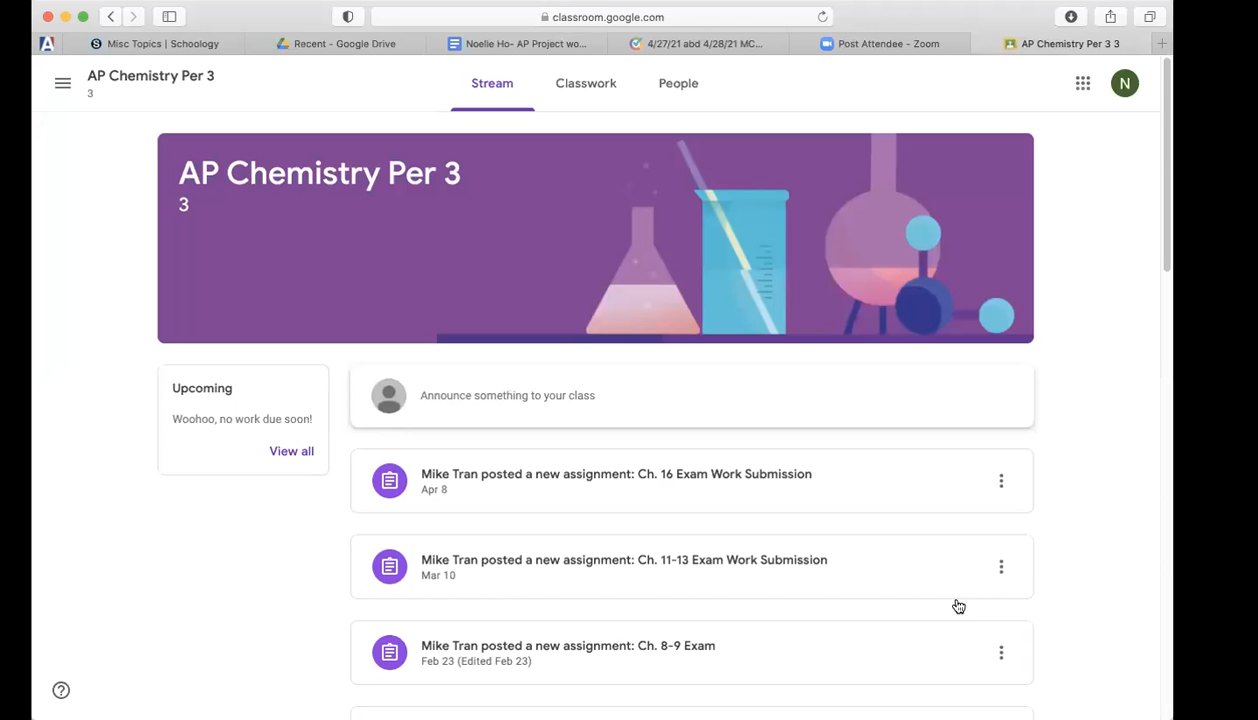 classroom.google.com
Misc Topics | Schoology
Recent - Google Drive
Noelle Ho- AP Project wo...
4/27/21 abd 4/28/21 MC...
Post Attendee - Zoom
AP Chemistry Per 3 3
AP Chemistry Per 3
3
Stream
Classwork
People
N
AP Chemistry Per 3
3
Upcoming
Woohoo, no work due soon!
View all
Announce something to your class
Mike Tran posted a new assignment: Ch. 16 Exam Work Submission
Apr 8
Mike Tran posted a new assignment: Ch. 11-13 Exam Work Submission
Mar 10
Mike Tran posted a new assignment: Ch. 8-9 Exam
Feb 23 (Edited Feb 23)